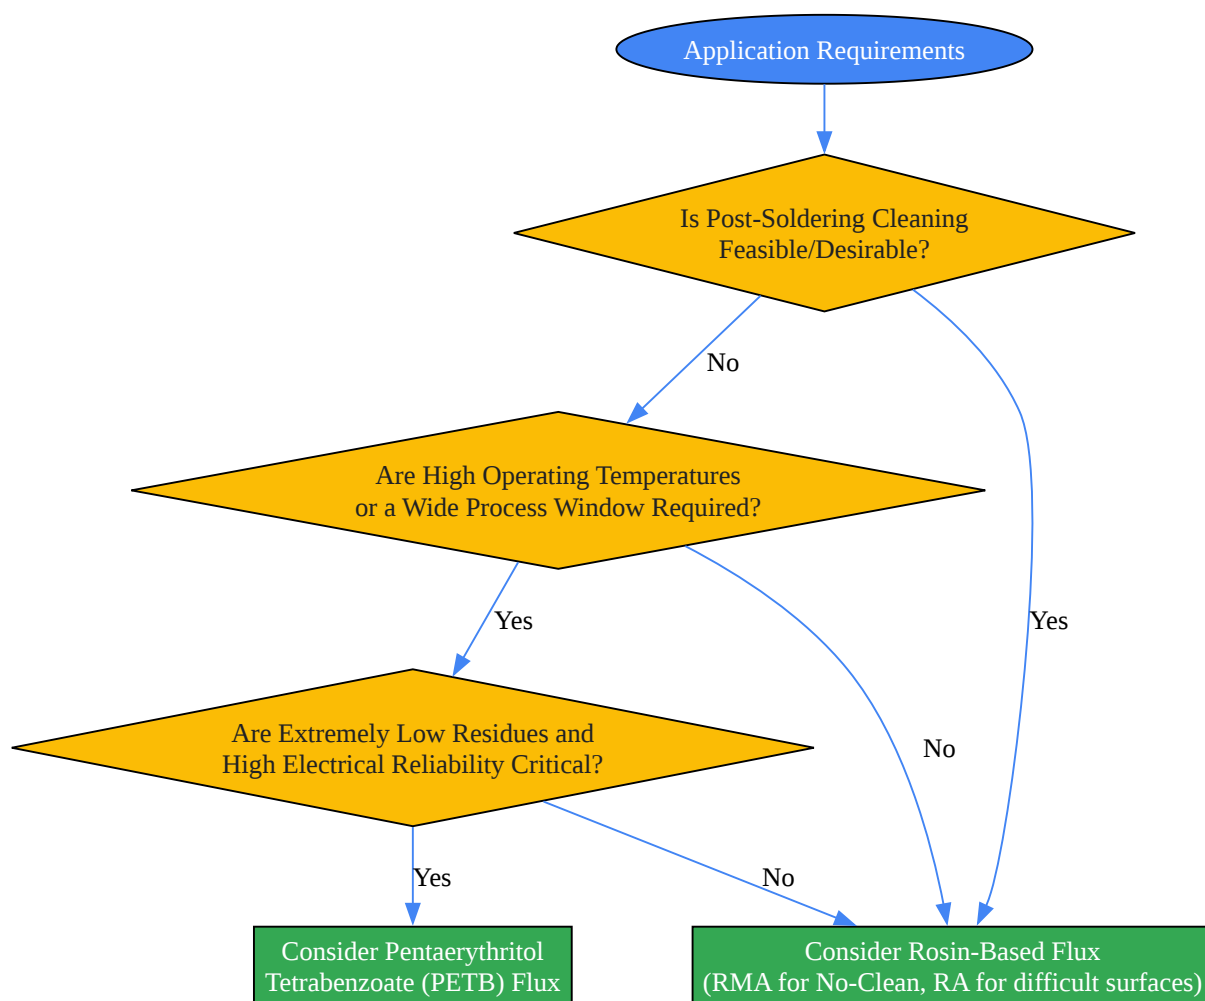 Application Requirements
Is Post-Soldering Cleaning
Feasible/Desirable?
No
Are High Operating Temperatures
or a Wide Process Window Required?
Yes
Yes
Are Extremely Low Residues and
High Electrical Reliability Critical?
No
Yes
No
Consider Pentaerythritol
Tetrabenzoate (PETB) Flux
Consider Rosin-Based Flux
(RMA for No-Clean, RA for difficult surfaces)